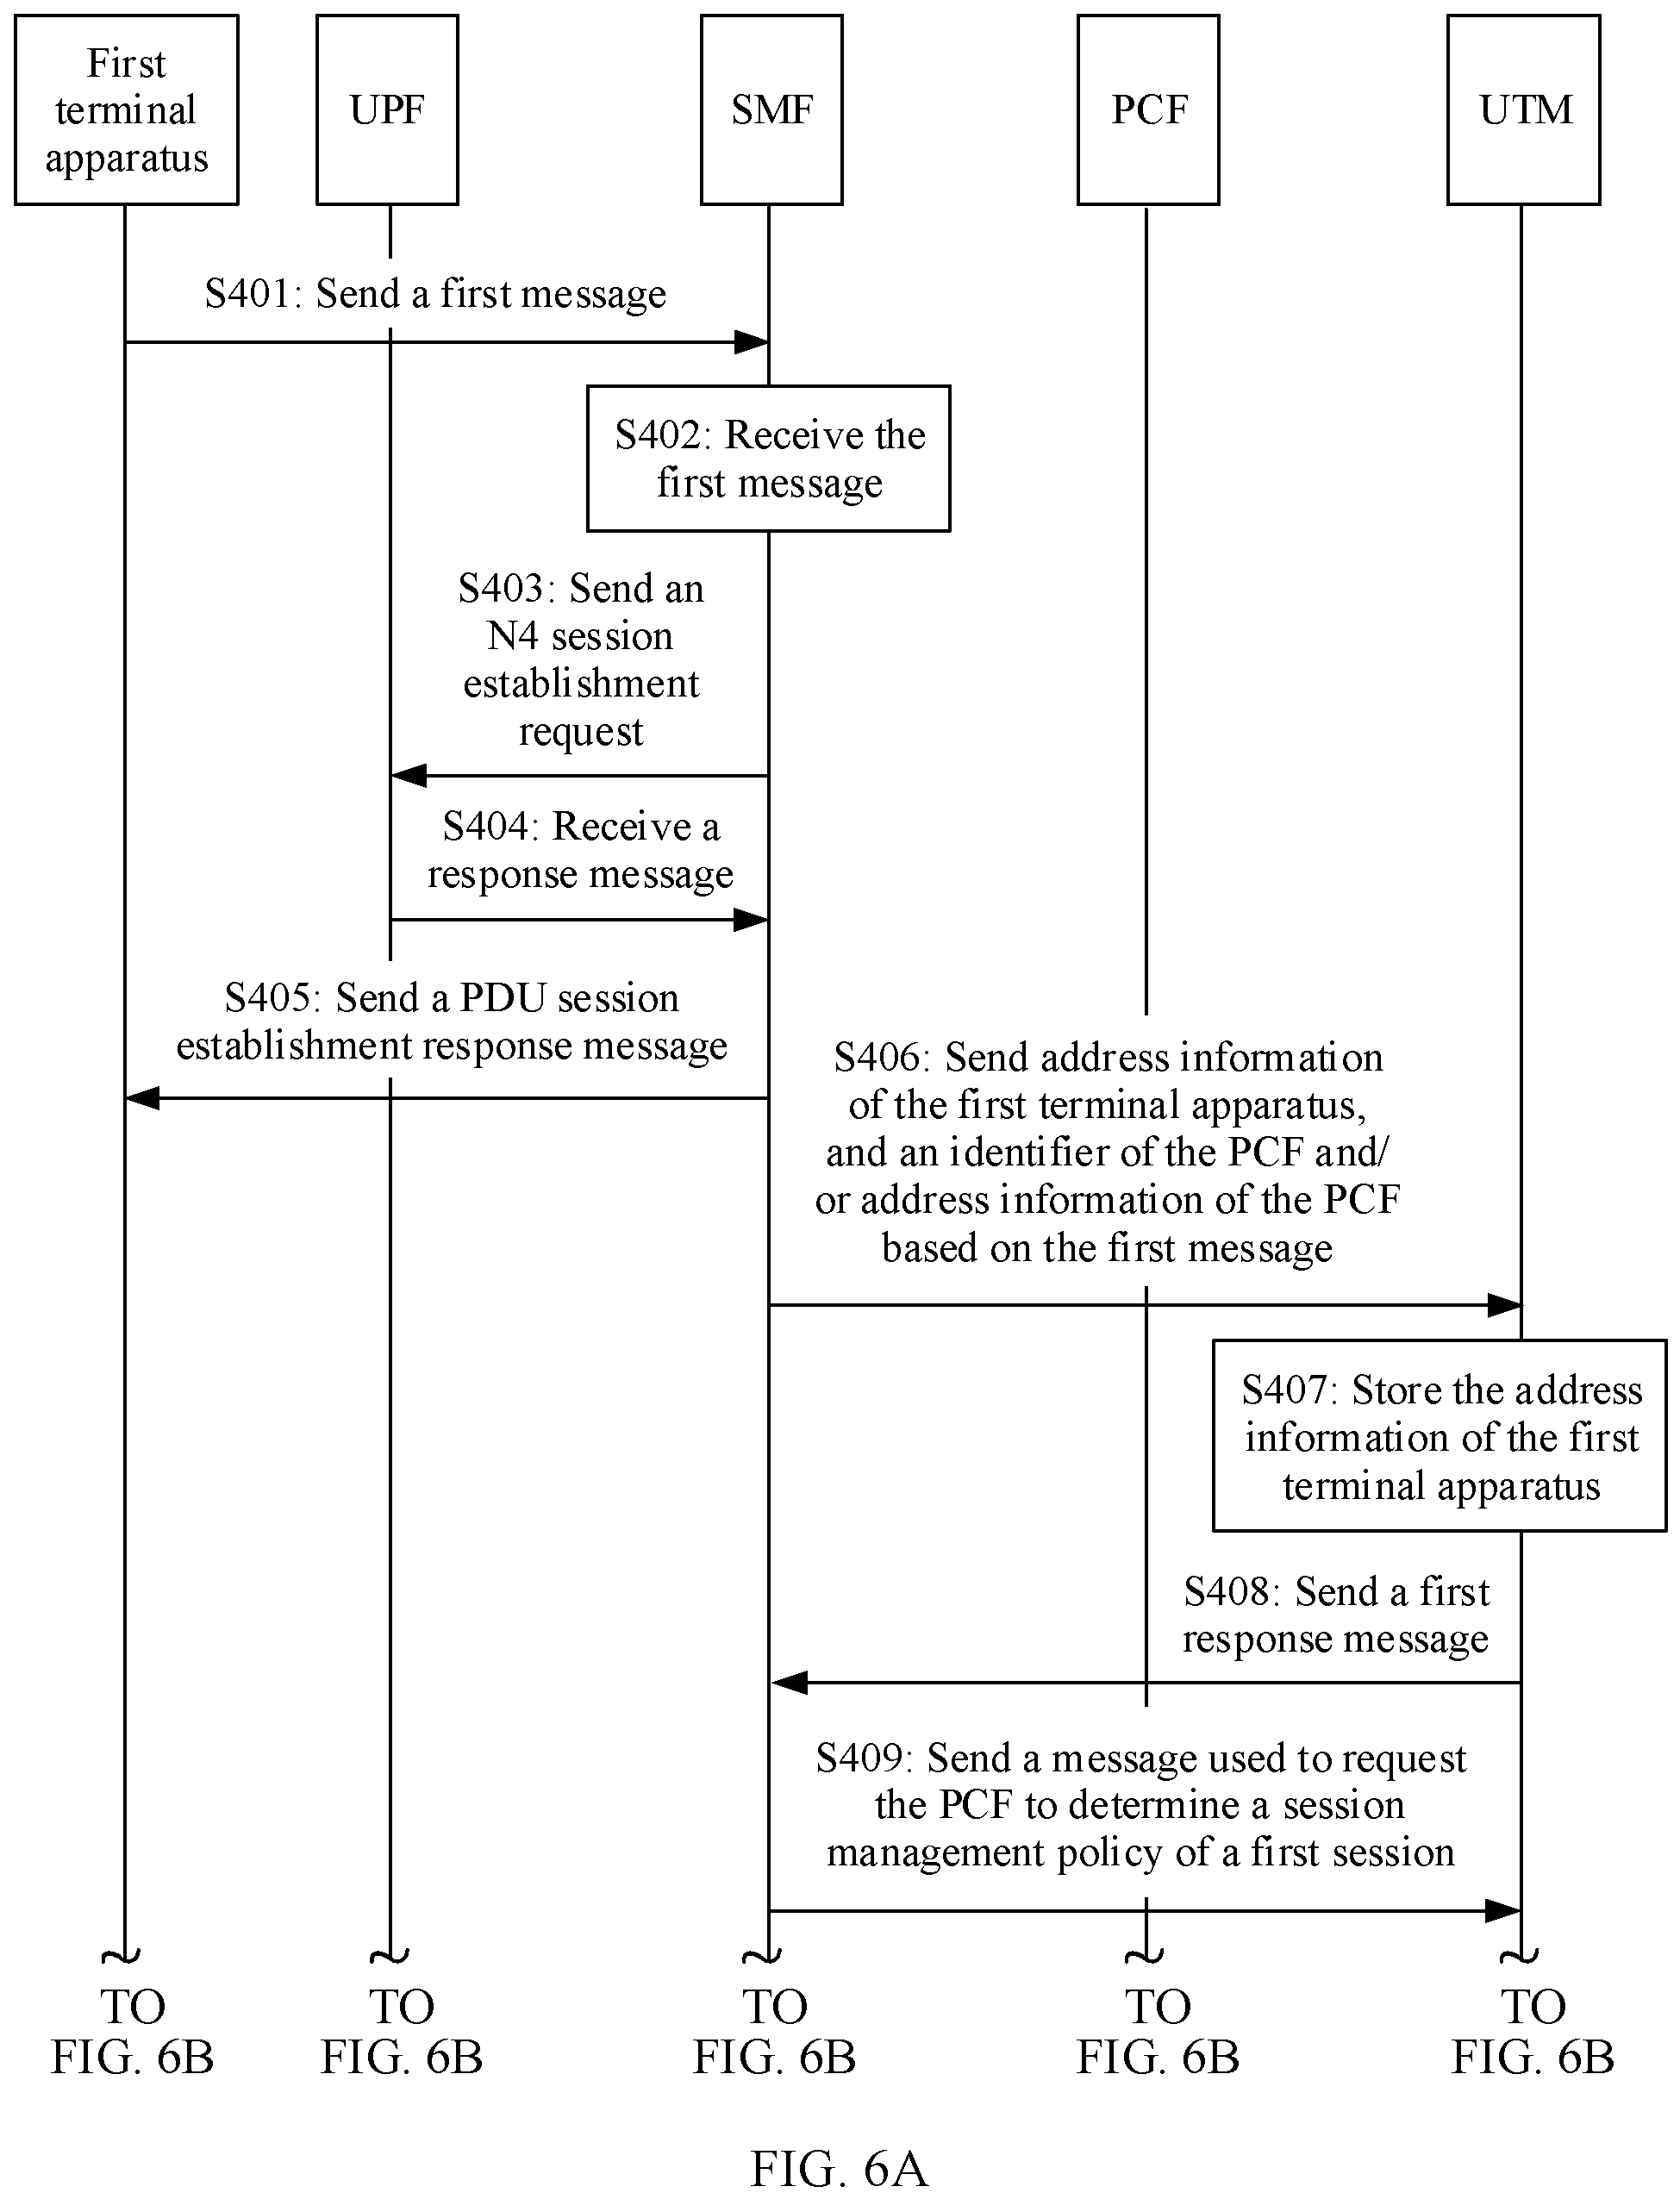 First
terminal
apparatus
UPF
SMF
PCF
UTM
S401: Send a first message
S402: Receive the
first message
S403: Send an
N4 session
establishment
request
S404: Receive a
response message
S405: Send a PDU session
establishment response message
S406: Send address information
of the first terminal apparatus,
and an identifier of the PCF and/
or address information of the PCF
based on the first message
S407: Store the address
information of the first
terminal apparatus
S408: Send a first
response message
S409: Send a message used to request
the PCF to determine a session
management policy of a first session
TO
FIG. 6B
TO
FIG. 6B
TO
FIG. 6B
TO
FIG. 6B
TO
FIG. 6B
FIG. 6A